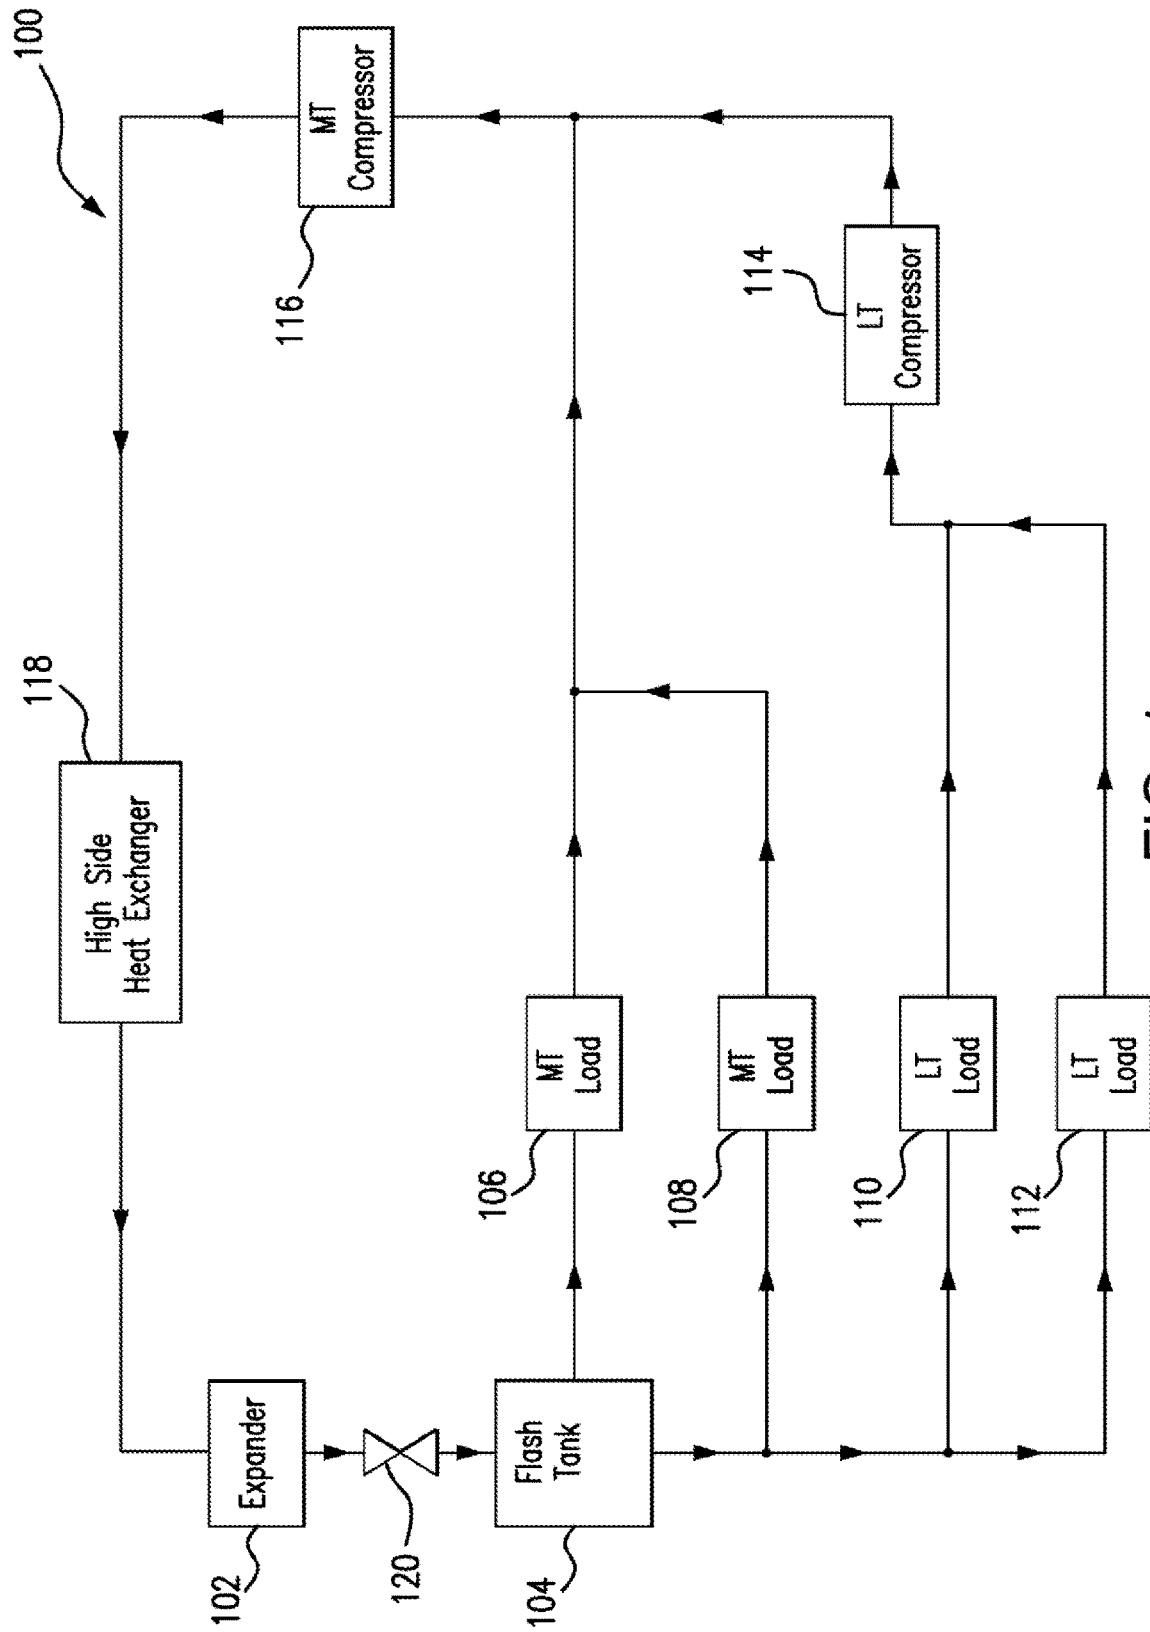 100
118
High Side
Heat Exchanger
MT
Compressor
116
Expander
102
120
Flash
Tank
104
106
MT
Load
108
MT
Load
110
LT
Load
112
LT
Load
114
LT
Compressor